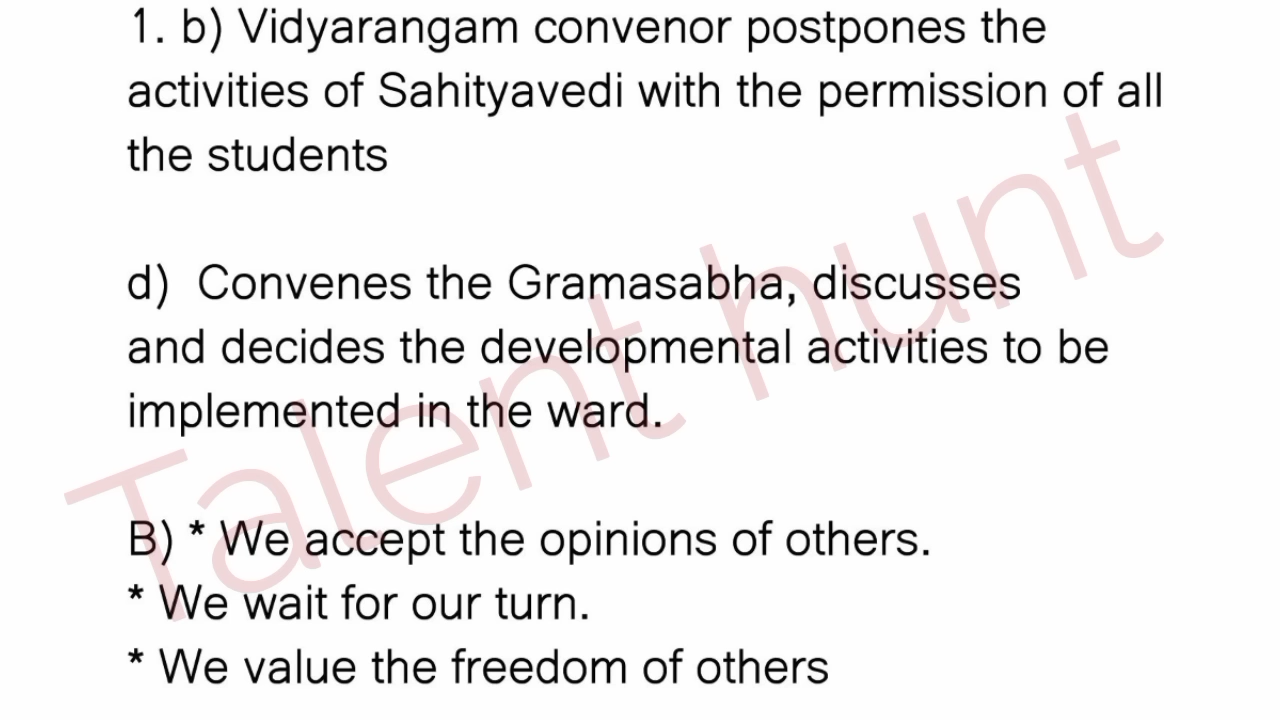 1. b) Vidyarangam convenor postpones the
activities of Sahityavedi with the permission of all
the students
d) Convenes the Gramasabha, discusses
and decides the developmental activities to be
implemented in the ward.
B) * We accept the opinions of others.
* We wait for our turn.
* We value the freedom of others
Talent hunt